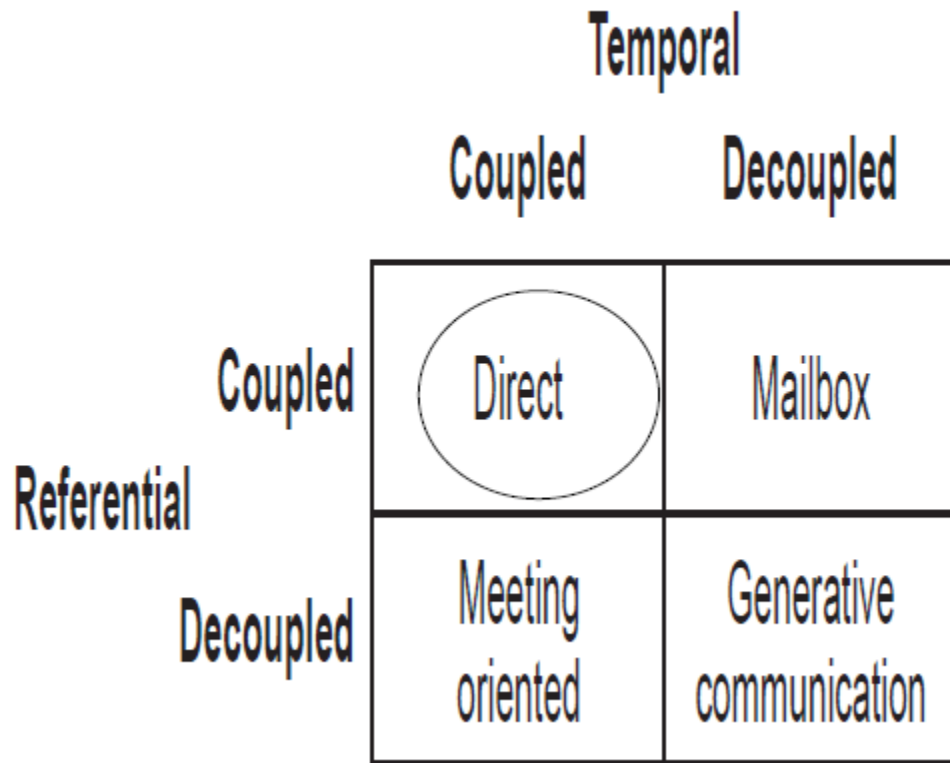 Temporal
Coupled Decoupled
Coupled Direct Mailbox
Referential
Decoupled Meeting oriented Generative communication